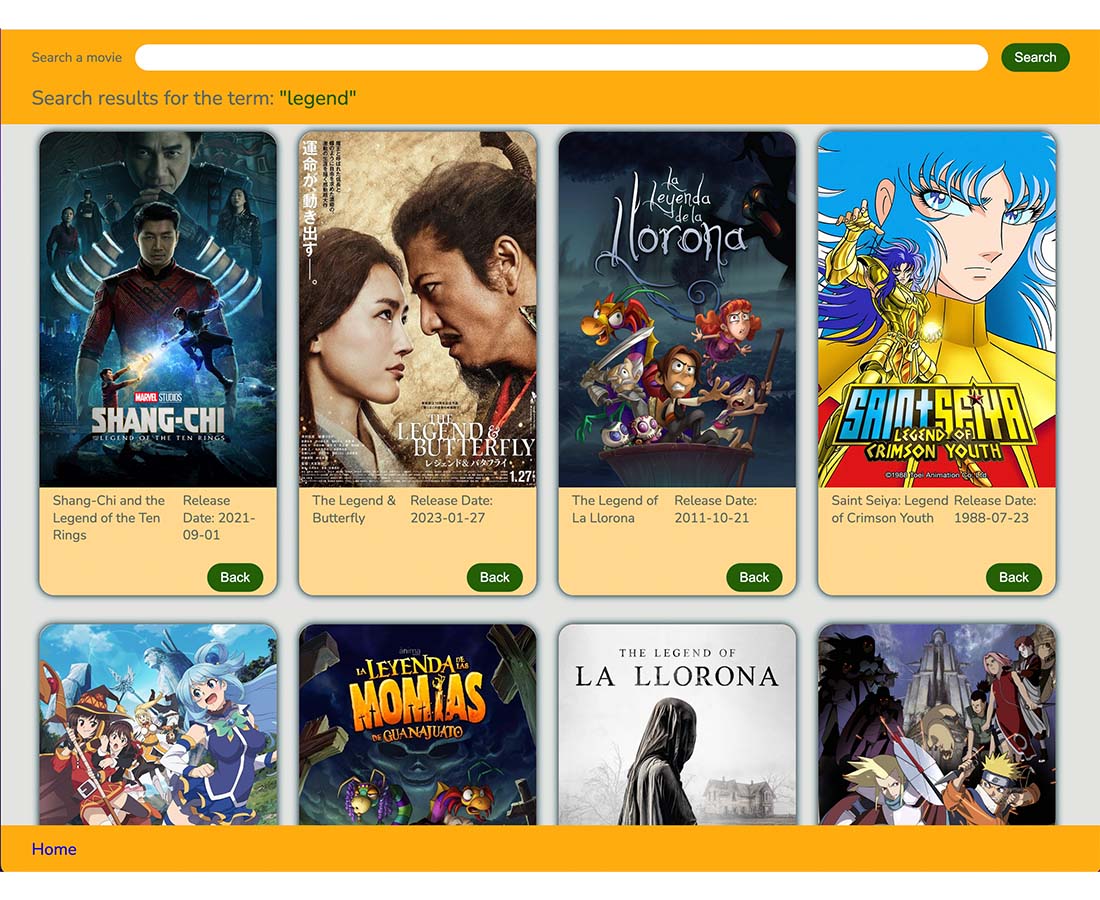 Search a movie
Search
Search results for the term: "legend"
MARVEL STUDIOS
SHANG-CHI
AND THE LEGEND OF THE TEN RINGS
運命が、動き出す——。
THE
LEGEND &
BUTTERFLY
レジェンド&バタフライ
1.27
La
Leyenda
de la
Llorona
SAINT SEIYA
LEGEND OF
CRIMSON YOUTH
©1988 Toei Animation Co., Ltd
Shang-Chi and the
Legend of the Ten
Rings
Release
Date: 2021-
09-01
Back
The Legend &
Butterfly
Release Date:
2023-01-27
Back
The Legend of
La Llorona
Release Date:
2011-10-21
Back
Saint Seiya: Legend
of Crimson Youth
Release Date:
1988-07-23
Back
ánima
LA LEYENDA DE LAS
MOMIAS
DE GUANAJUATO
THE LEGEND OF
LA LLORONA
Home